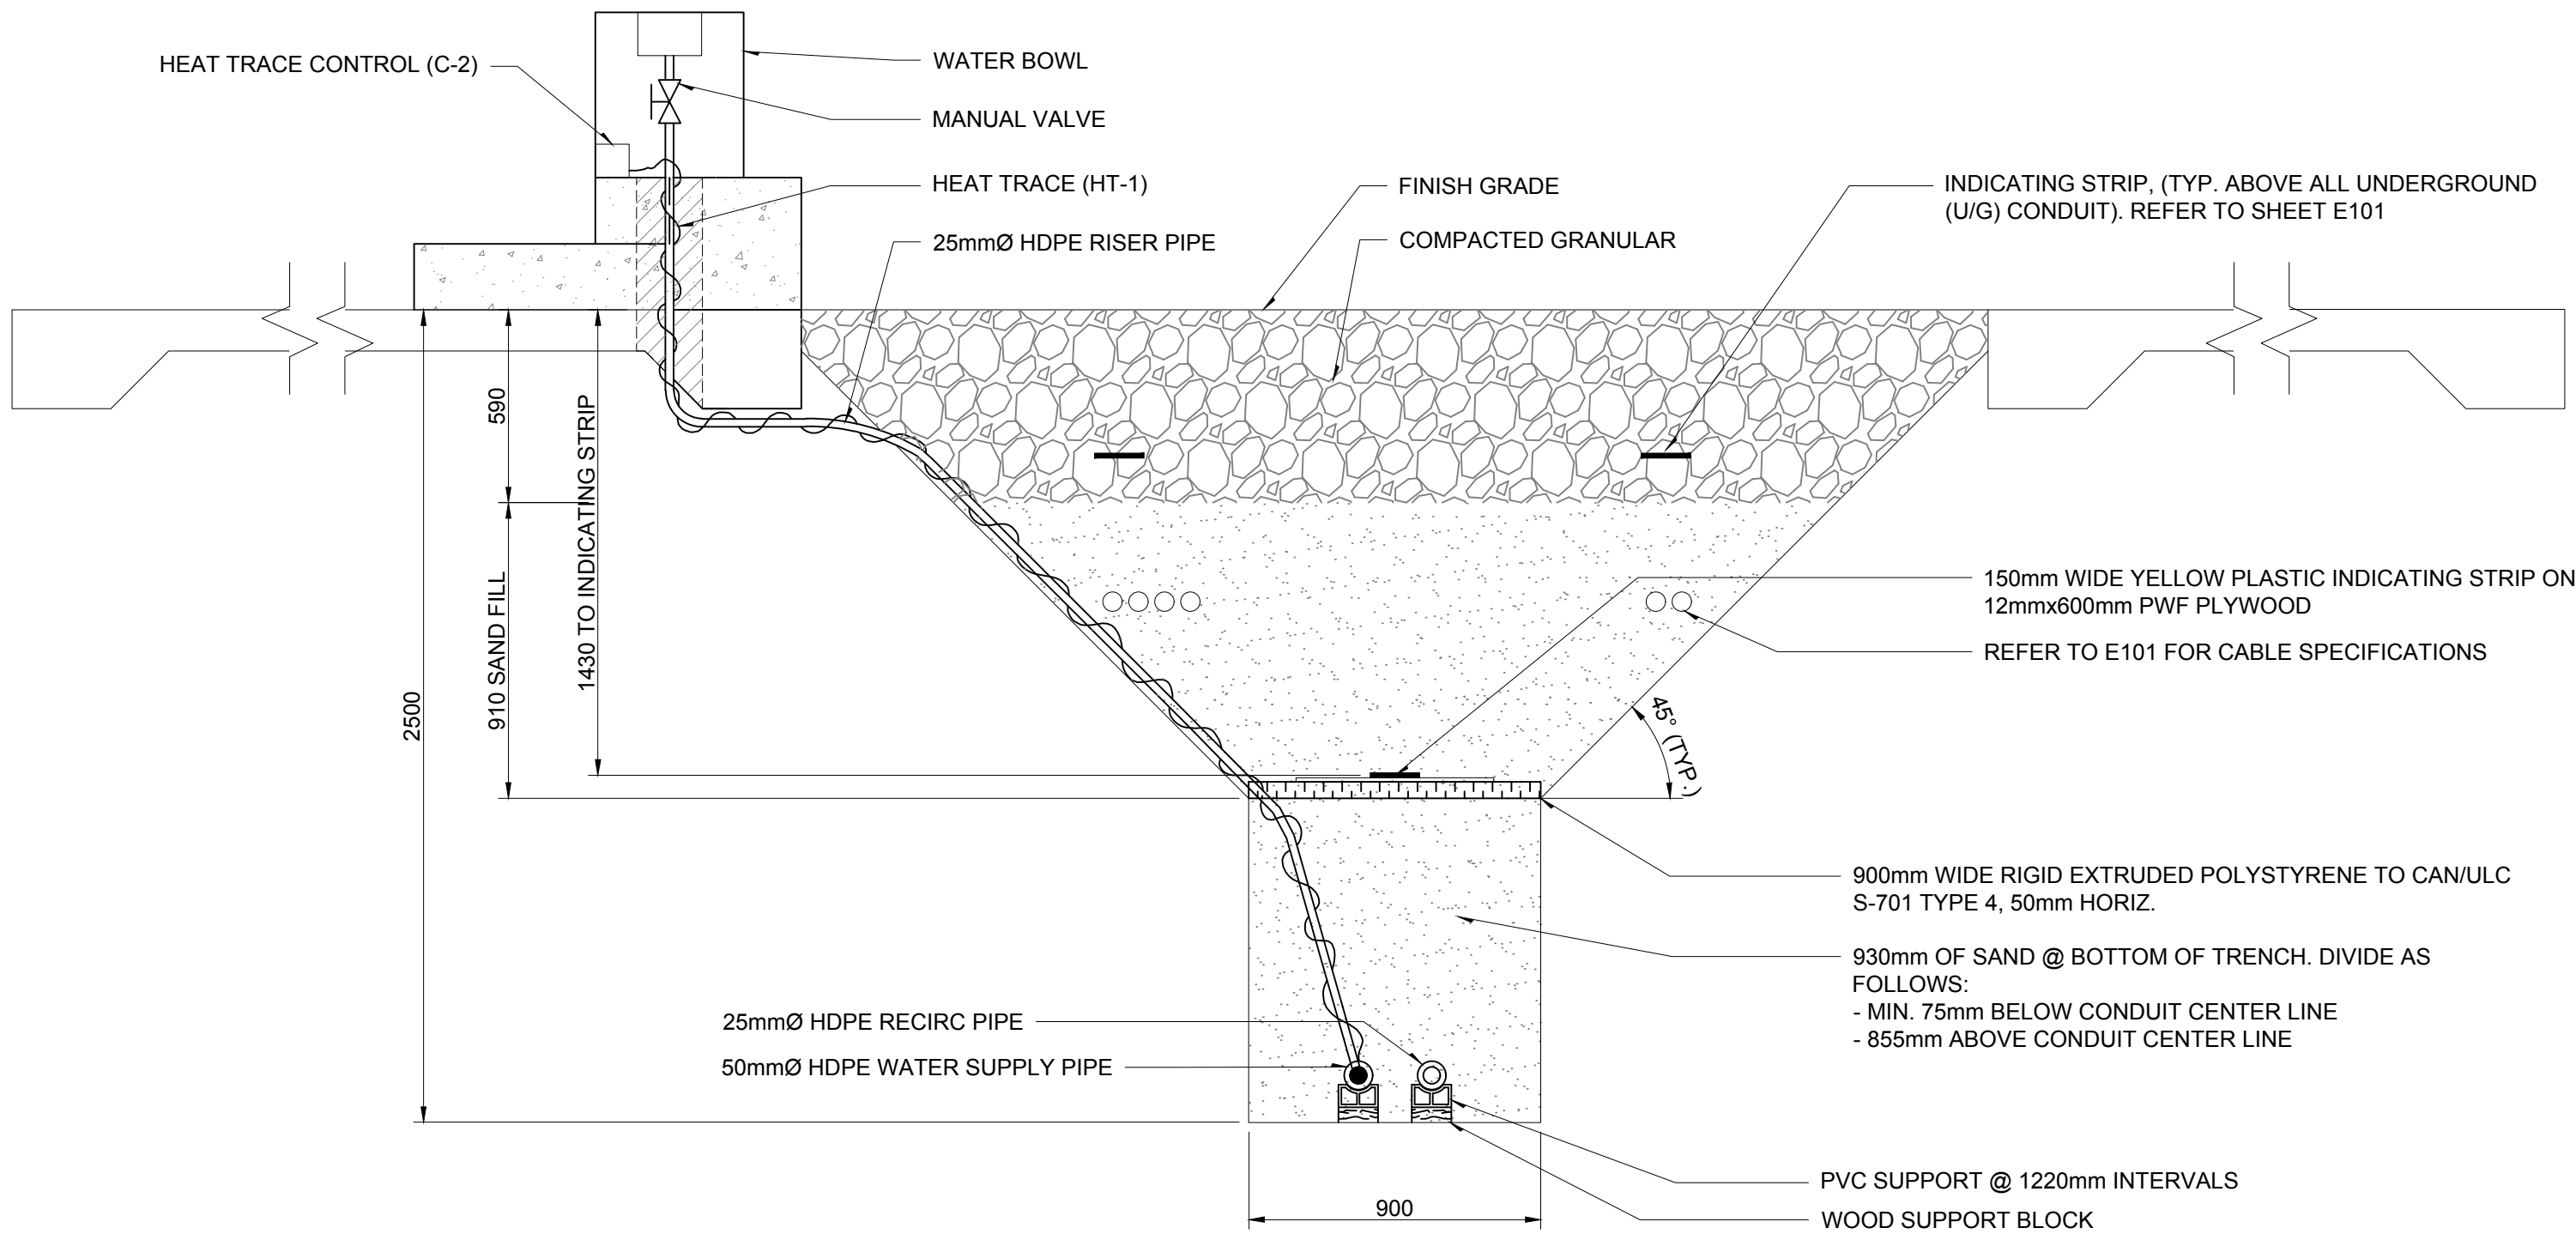 HEAT TRACE CONTROL (C-2)
WATER BOWL
MANUAL VALVE
HEAT TRACE (HT-1)
25mmØ HDPE RISER PIPE
FINISH GRADE
COMPACTED GRANULAR
INDICATING STRIP, (TYP. ABOVE ALL UNDERGROUND
(U/G) CONDUIT). REFER TO SHEET E101
590
1430 TO INDICATING STRIP
910 SAND FILL
2500
150mm WIDE YELLOW PLASTIC INDICATING STRIP ON
12mmx600mm PWF PLYWOOD
REFER TO E101 FOR CABLE SPECIFICATIONS
45° (TYP.)
900mm WIDE RIGID EXTRUDED POLYSTYRENE TO CAN/ULC
S-701 TYPE 4, 50mm HORIZ.
930mm OF SAND @ BOTTOM OF TRENCH. DIVIDE AS
FOLLOWS:
- MIN. 75mm BELOW CONDUIT CENTER LINE
- 855mm ABOVE CONDUIT CENTER LINE
25mmØ HDPE RECIRC PIPE
50mmØ HDPE WATER SUPPLY PIPE
PVC SUPPORT @ 1220mm INTERVALS
900
WOOD SUPPORT BLOCK